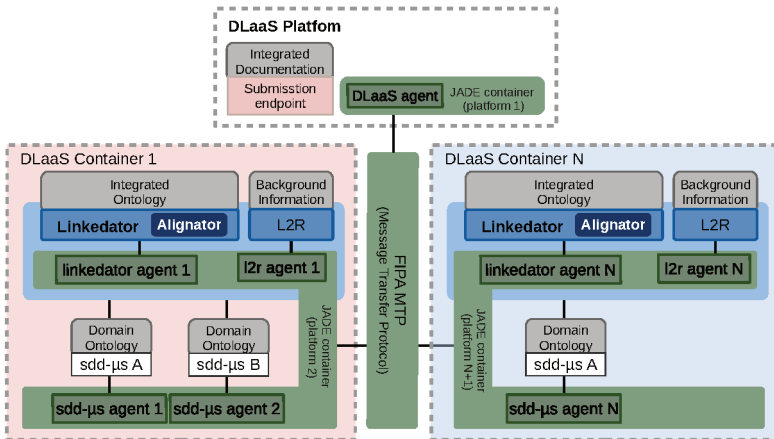 DLaaS Platfom
Integrated
Documentation
Submisstion
endpoint
DLaaS agent
JADE container
(platform 1)
DLaaS Container 1
Integrated
Ontology
Background
Information
Linkedator
Alignator
L2R
linkedator agent 1
l2r agent 1
JADE container
(platform 2)
Domain
Ontology
sdd-µs A
Domain
Ontology
sdd-µs B
sdd-µs agent 1
sdd-µs agent 2
FIPA MTP
(Message Transfer Protocol)
DLaaS Container N
Integrated
Ontology
Background
Information
Linkedator
Alignator
L2R
linkedator agent N
l2r agent N
JADE container
(platform N+1)
Domain
Ontology
sdd-µs A
sdd-µs agent N